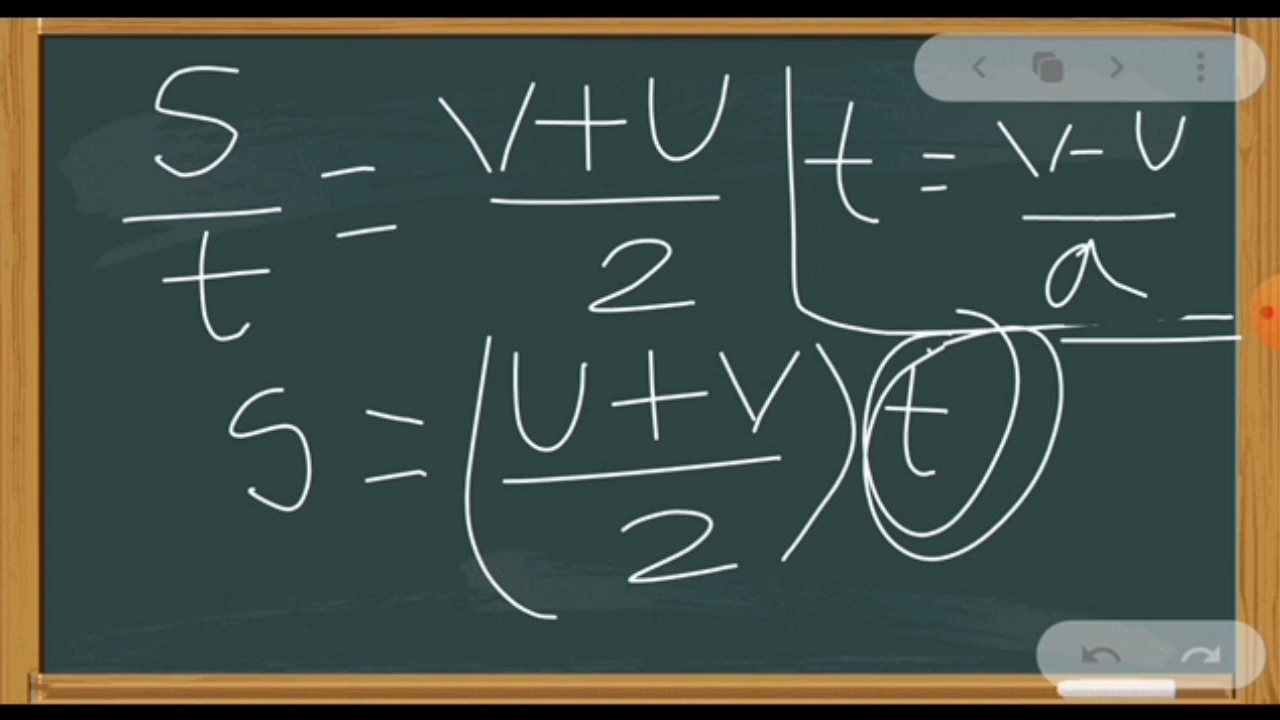 S/t = V+U/2
t = V-U/a
S = (U+V/2)t